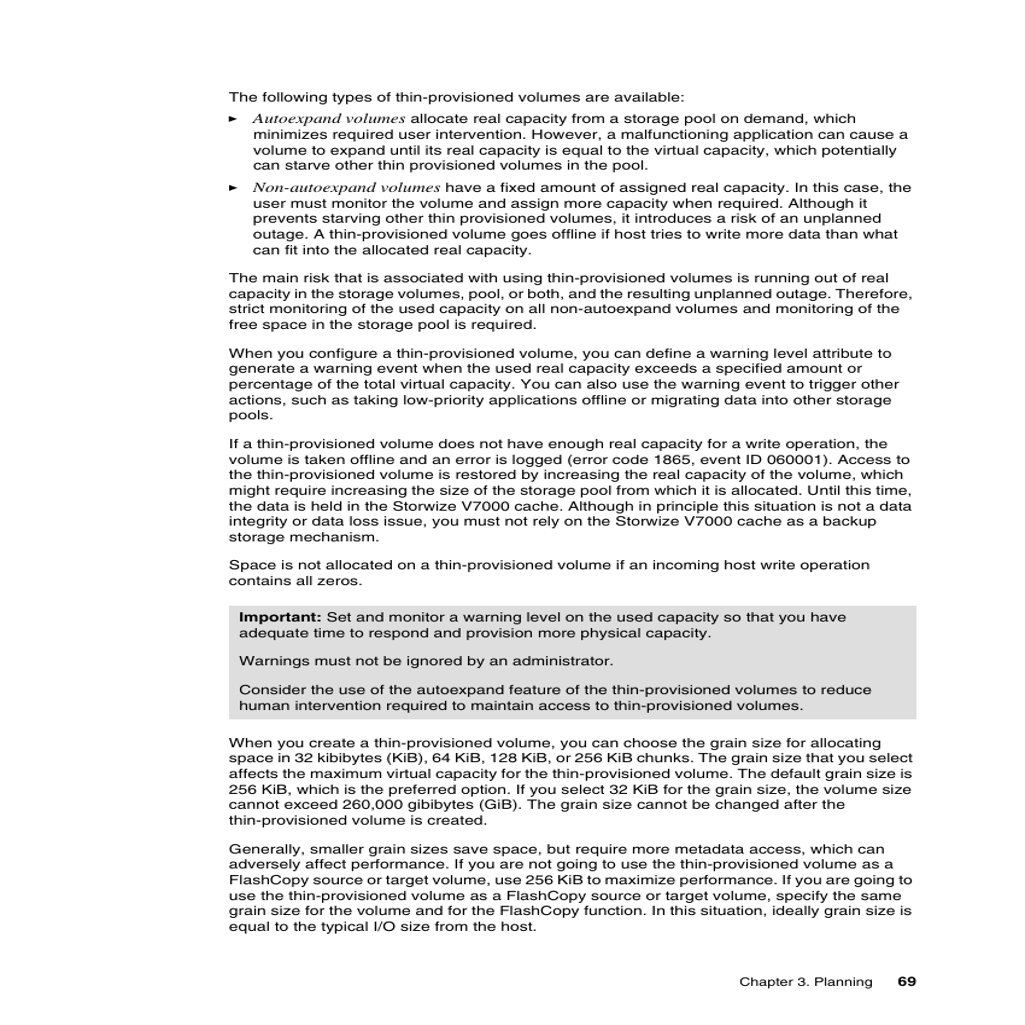 The following types of thin-provisioned volumes are available:
► Autoexpand volumes allocate real capacity from a storage pool on demand, which
minimizes required user intervention. However, a malfunctioning application can cause a
volume to expand until its real capacity is equal to the virtual capacity, which potentially
can starve other thin provisioned volumes in the pool.
► Non-autoexpand volumes have a fixed amount of assigned real capacity. In this case, the
user must monitor the volume and assign more capacity when required. Although it
prevents starving other thin provisioned volumes, it introduces a risk of an unplanned
outage. A thin-provisioned volume goes offline if host tries to write more data than what
can fit into the allocated real capacity.
The main risk that is associated with using thin-provisioned volumes is running out of real
capacity in the storage volumes, pool, or both, and the resulting unplanned outage. Therefore,
strict monitoring of the used capacity on all non-autoexpand volumes and monitoring of the
free space in the storage pool is required.
When you configure a thin-provisioned volume, you can define a warning level attribute to
generate a warning event when the used real capacity exceeds a specified amount or
percentage of the total virtual capacity. You can also use the warning event to trigger other
actions, such as taking low-priority applications offline or migrating data into other storage
pools.
If a thin-provisioned volume does not have enough real capacity for a write operation, the
volume is taken offline and an error is logged (error code 1865, event ID 060001). Access to
the thin-provisioned volume is restored by increasing the real capacity of the volume, which
might require increasing the size of the storage pool from which it is allocated. Until this time,
the data is held in the Storwize V7000 cache. Although in principle this situation is not a data
integrity or data loss issue, you must not rely on the Storwize V7000 cache as a backup
storage mechanism.
Space is not allocated on a thin-provisioned volume if an incoming host write operation
contains all zeros.
Important: Set and monitor a warning level on the used capacity so that you have
adequate time to respond and provision more physical capacity.
Warnings must not be ignored by an administrator.
Consider the use of the autoexpand feature of the thin-provisioned volumes to reduce
human intervention required to maintain access to thin-provisioned volumes.
When you create a thin-provisioned volume, you can choose the grain size for allocating
space in 32 kibibytes (KiB), 64 KiB, 128 KiB, or 256 KiB chunks. The grain size that you select
affects the maximum virtual capacity for the thin-provisioned volume. The default grain size is
256 KiB, which is the preferred option. If you select 32 KiB for the grain size, the volume size
cannot exceed 260,000 gibibytes (GiB). The grain size cannot be changed after the
thin-provisioned volume is created.
Generally, smaller grain sizes save space, but require more metadata access, which can
adversely affect performance. If you are not going to use the thin-provisioned volume as a
FlashCopy source or target volume, use 256 KiB to maximize performance. If you are going to
use the thin-provisioned volume as a FlashCopy source or target volume, specify the same
grain size for the volume and for the FlashCopy function. In this situation, ideally grain size is
equal to the typical I/O size from the host.
Chapter 3. Planning 69